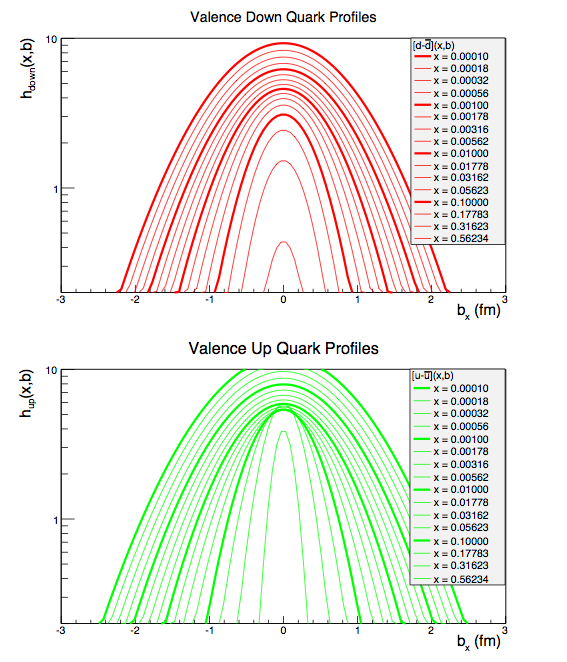 Valence Down Quark Profiles
h_down(x,b)
10
1
[d-d̅](x,b)
x = 0.00010
x = 0.00018
x = 0.00032
x = 0.00056
x = 0.00100
x = 0.00178
x = 0.00316
x = 0.00562
x = 0.01000
x = 0.01778
x = 0.03162
x = 0.05623
x = 0.10000
x = 0.17783
x = 0.31623
x = 0.56234
-3 -2 -1 0 1 2 3
b_x (fm)
Valence Up Quark Profiles
h_up(x,b)
10
1
[u-u̅](x,b)
x = 0.00010
x = 0.00018
x = 0.00032
x = 0.00056
x = 0.00100
x = 0.00178
x = 0.00316
x = 0.00562
x = 0.01000
x = 0.01778
x = 0.03162
x = 0.05623
x = 0.10000
x = 0.17783
x = 0.31623
x = 0.56234
-3 -2 -1 0 1 2 3
b_x (fm)